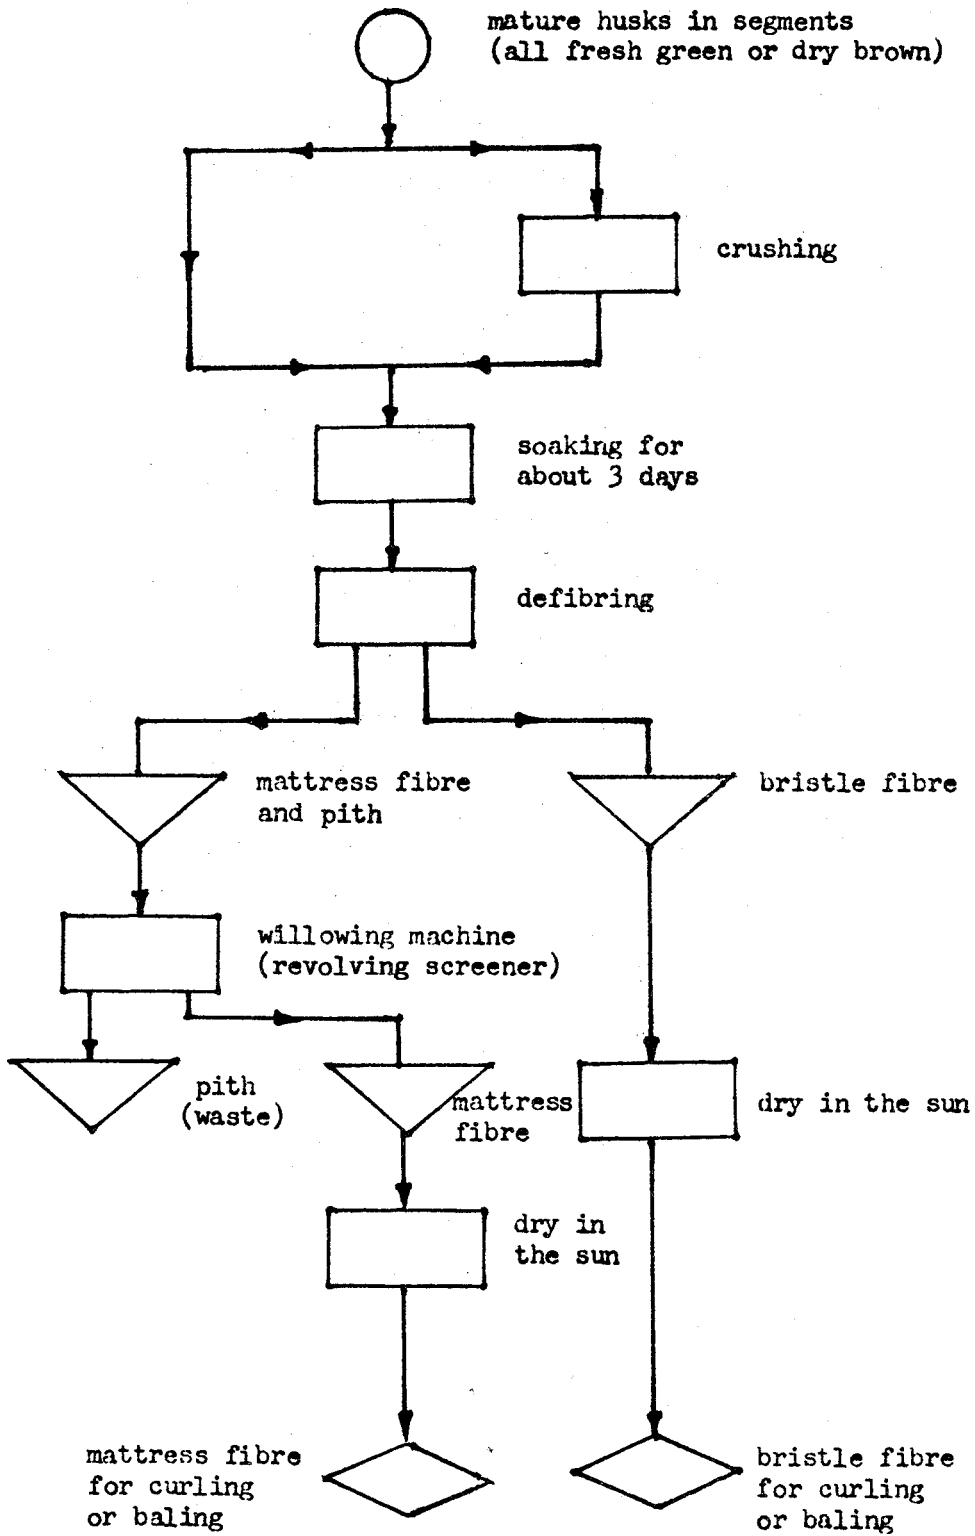 mature husks in segments
(all fresh green or dry brown)
crushing
soaking for
about 3 days
defibring
mattress fibre
and pith
bristle fibre
willowing machine
(revolving screener)
pith
(waste)
mattress
fibre
dry in the sun
dry in
the sun
mattress fibre
for curling
or baling
bristle fibre
for curling
or baling